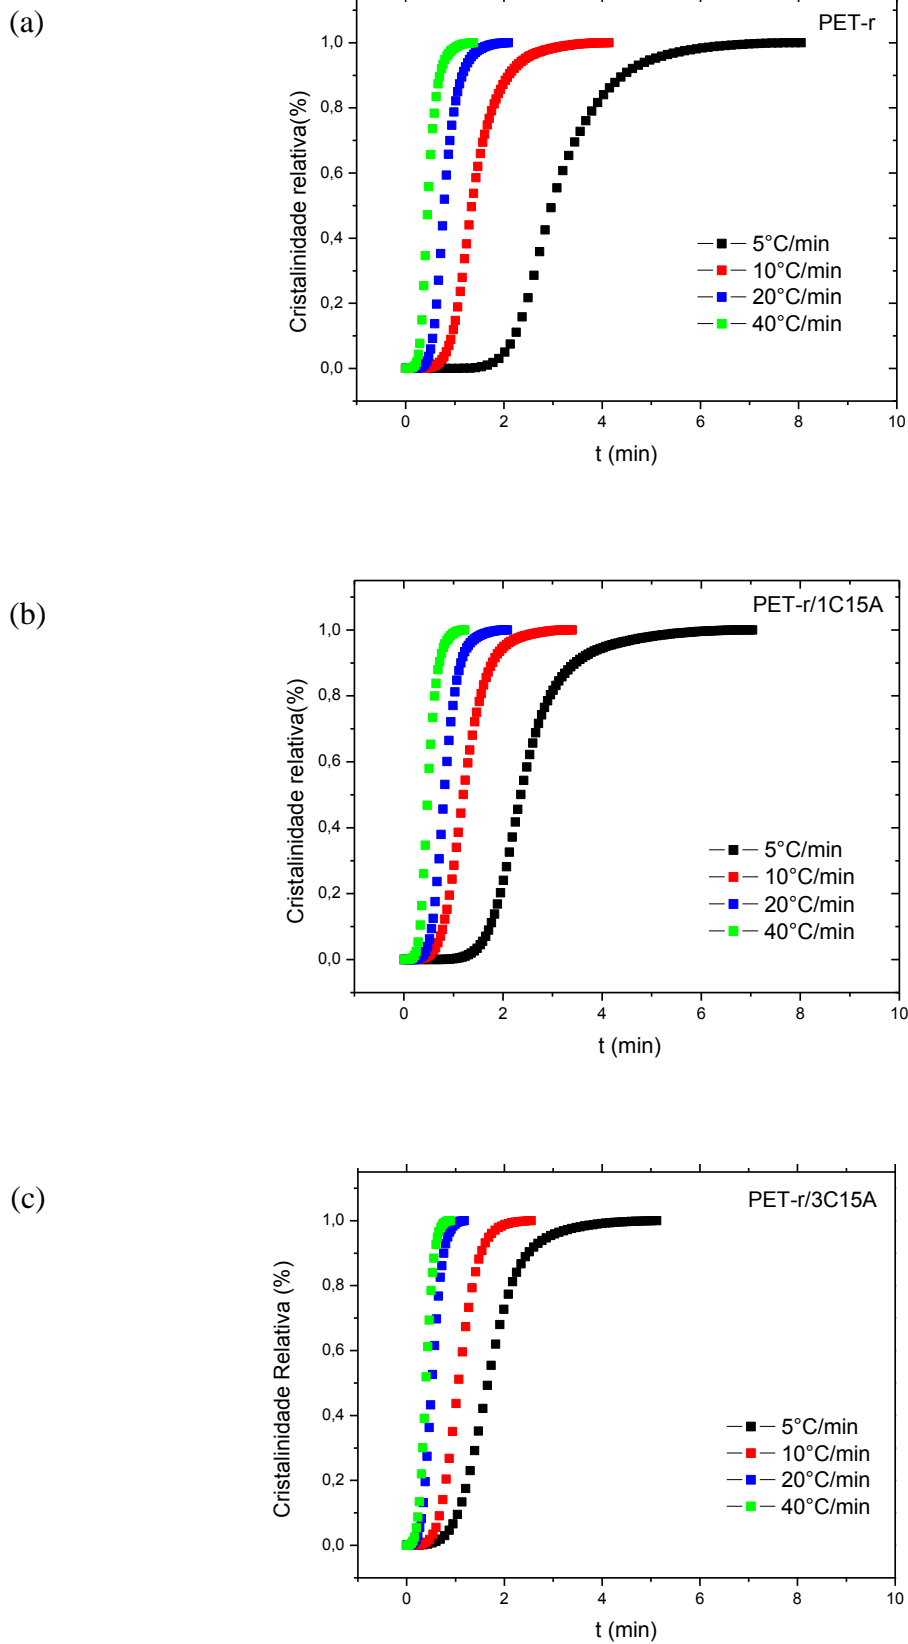 (a)
PET-r
1,0
0,8
0,6
0,4
0,2
0,0
Cristalinidade relativa(%)
5°C/min
10°C/min
20°C/min
40°C/min
0 2 4 6 8 10
t (min)
(b)
PET-r/1C15A
1,0
0,8
0,6
0,4
0,2
0,0
Cristalinidade relativa(%)
5°C/min
10°C/min
20°C/min
40°C/min
0 2 4 6 8 10
t (min)
(c)
PET-r/3C15A
1,0
0,8
0,6
0,4
0,2
0,0
Cristalinidade Relativa (%)
5°C/min
10°C/min
20°C/min
40°C/min
0 2 4 6 8 10
t (min)